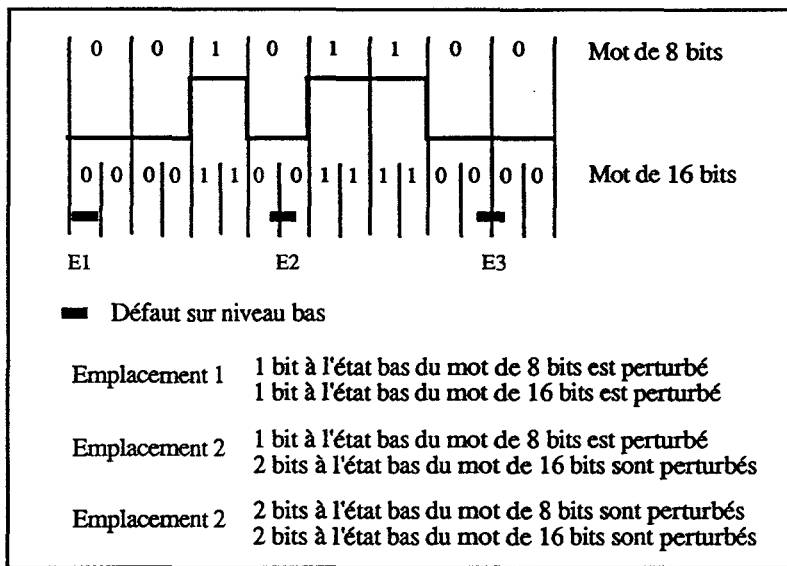 0 0 1 0 1 1 0 0 Mot de 8 bits
0 0 0 0 1 1 0 0 1 1 1 1 0 0 0 0 Mot de 16 bits
E1 E2 E3
Défaut sur niveau bas
Emplacement 1 1 bit à l'état bas du mot de 8 bits est perturbé
1 bit à l'état bas du mot de 16 bits est perturbé
Emplacement 2 1 bit à l'état bas du mot de 8 bits est perturbé
2 bits à l'état bas du mot de 16 bits sont perturbés
Emplacement 2 2 bits à l'état bas du mot de 8 bits sont perturbés
2 bits à l'état bas du mot de 16 bits sont perturbés